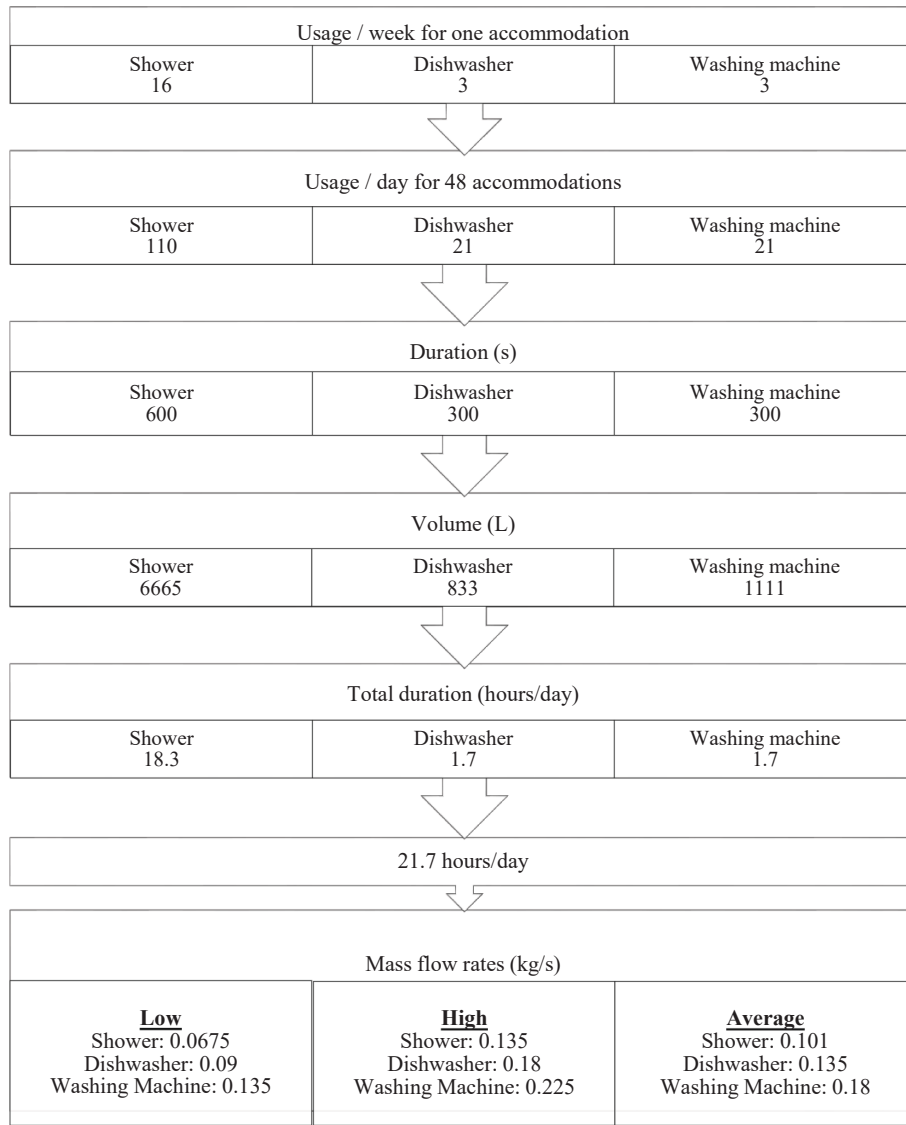 Usage / week for one accommodation
Shower Dishwasher Washing machine
16 3 3
Usage / day for 48 accommodations
Shower Dishwasher Washing machine
110 21 21
Duration (s)
Shower Dishwasher Washing machine
600 300 300
Volume (L)
Shower Dishwasher Washing machine
6665 833 1111
Total duration (hours/day)
Shower Dishwasher Washing machine
18.3 1.7 1.7
21.7 hours/day
Mass flow rates (kg/s)
Low High Average
Shower: 0.0675 Shower: 0.135 Shower: 0.101
Dishwasher: 0.09 Dishwasher: 0.18 Dishwasher: 0.135
Washing Machine: 0.135 Washing Machine: 0.225 Washing Machine: 0.18